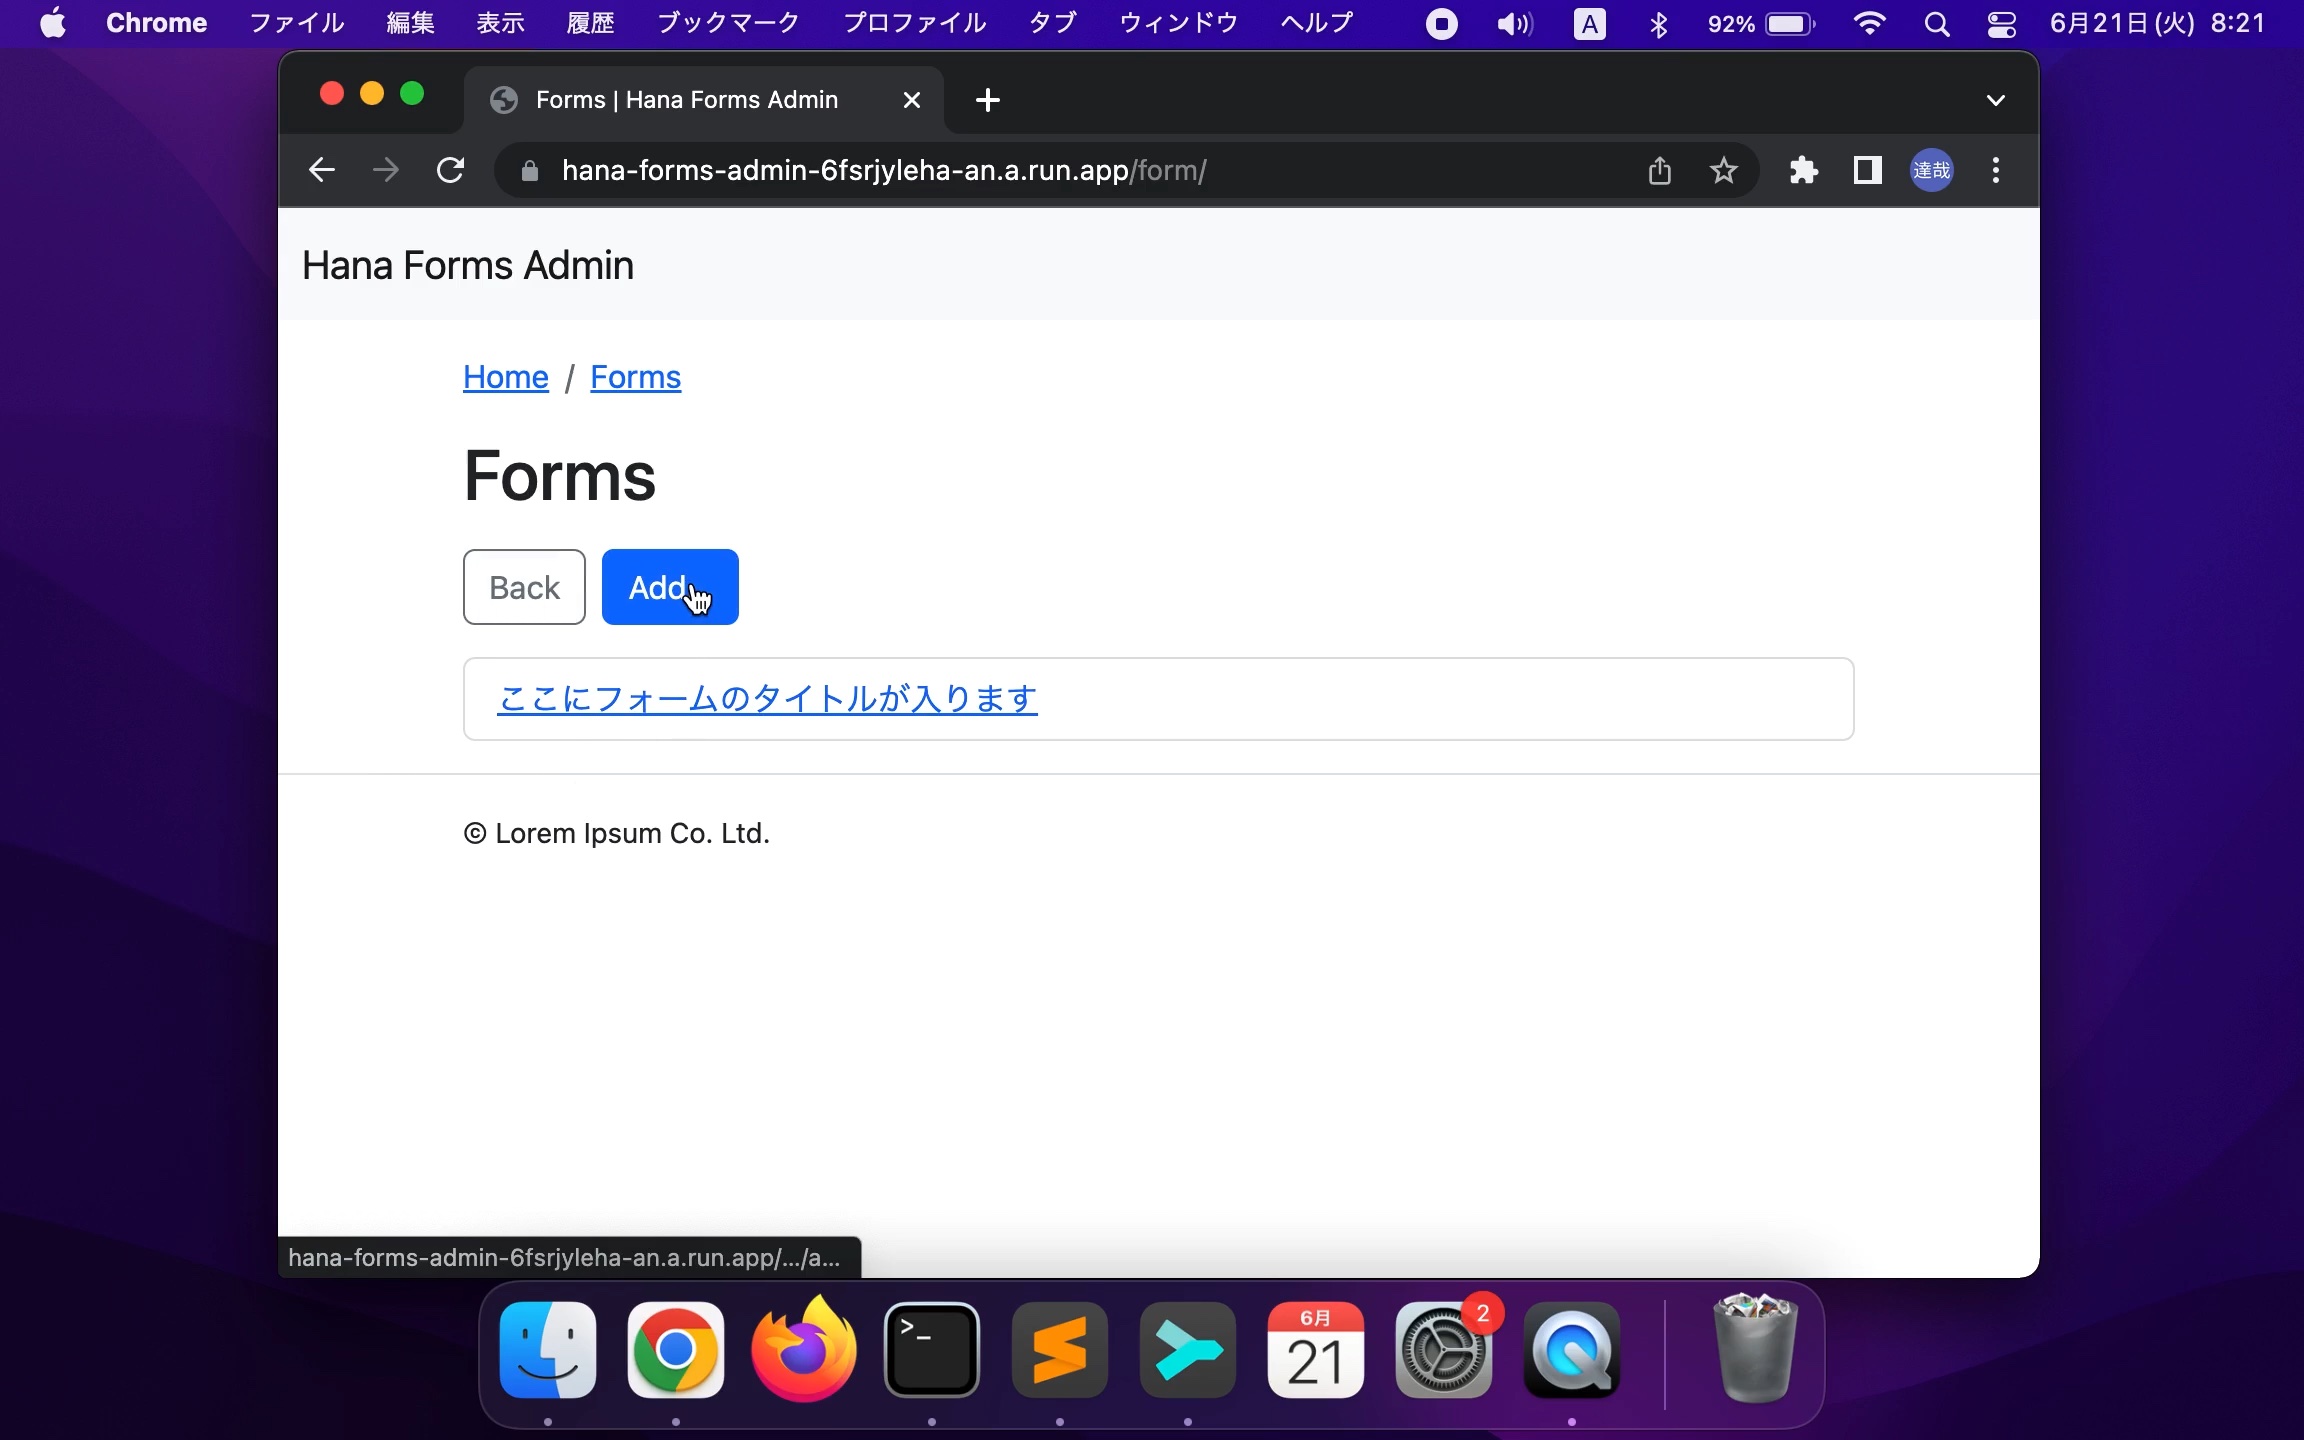 Chrome ファイル 編集 表示 履歴 ブックマーク プロファイル タブ ウィンドウ ヘルプ A 92% 6月21日(火) 8:21
Forms | Hana Forms Admin
hana-forms-admin-6fsrjyleha-an.a.run.app/form/ 達哉
Hana Forms Admin
Home / Forms
Forms
Back Add
ここにフォームのタイトルが入ります
© Lorem Ipsum Co. Ltd.
hana-forms-admin-6fsrjyleha-an.a.run.app/.../a...
>_ 6月 2
21